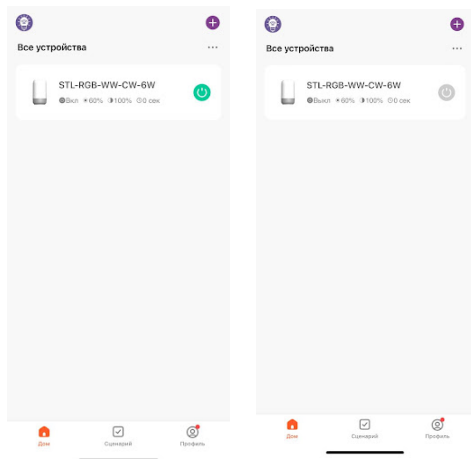 Все устройства
STL-RGB-WW-CW-6W
Вкл 60% 100% 0 сек
Дом Сценарий Профиль
Все устройства
STL-RGB-WW-CW-6W
Выкл 60% 100% 0 сек
Дом Сценарий Профиль